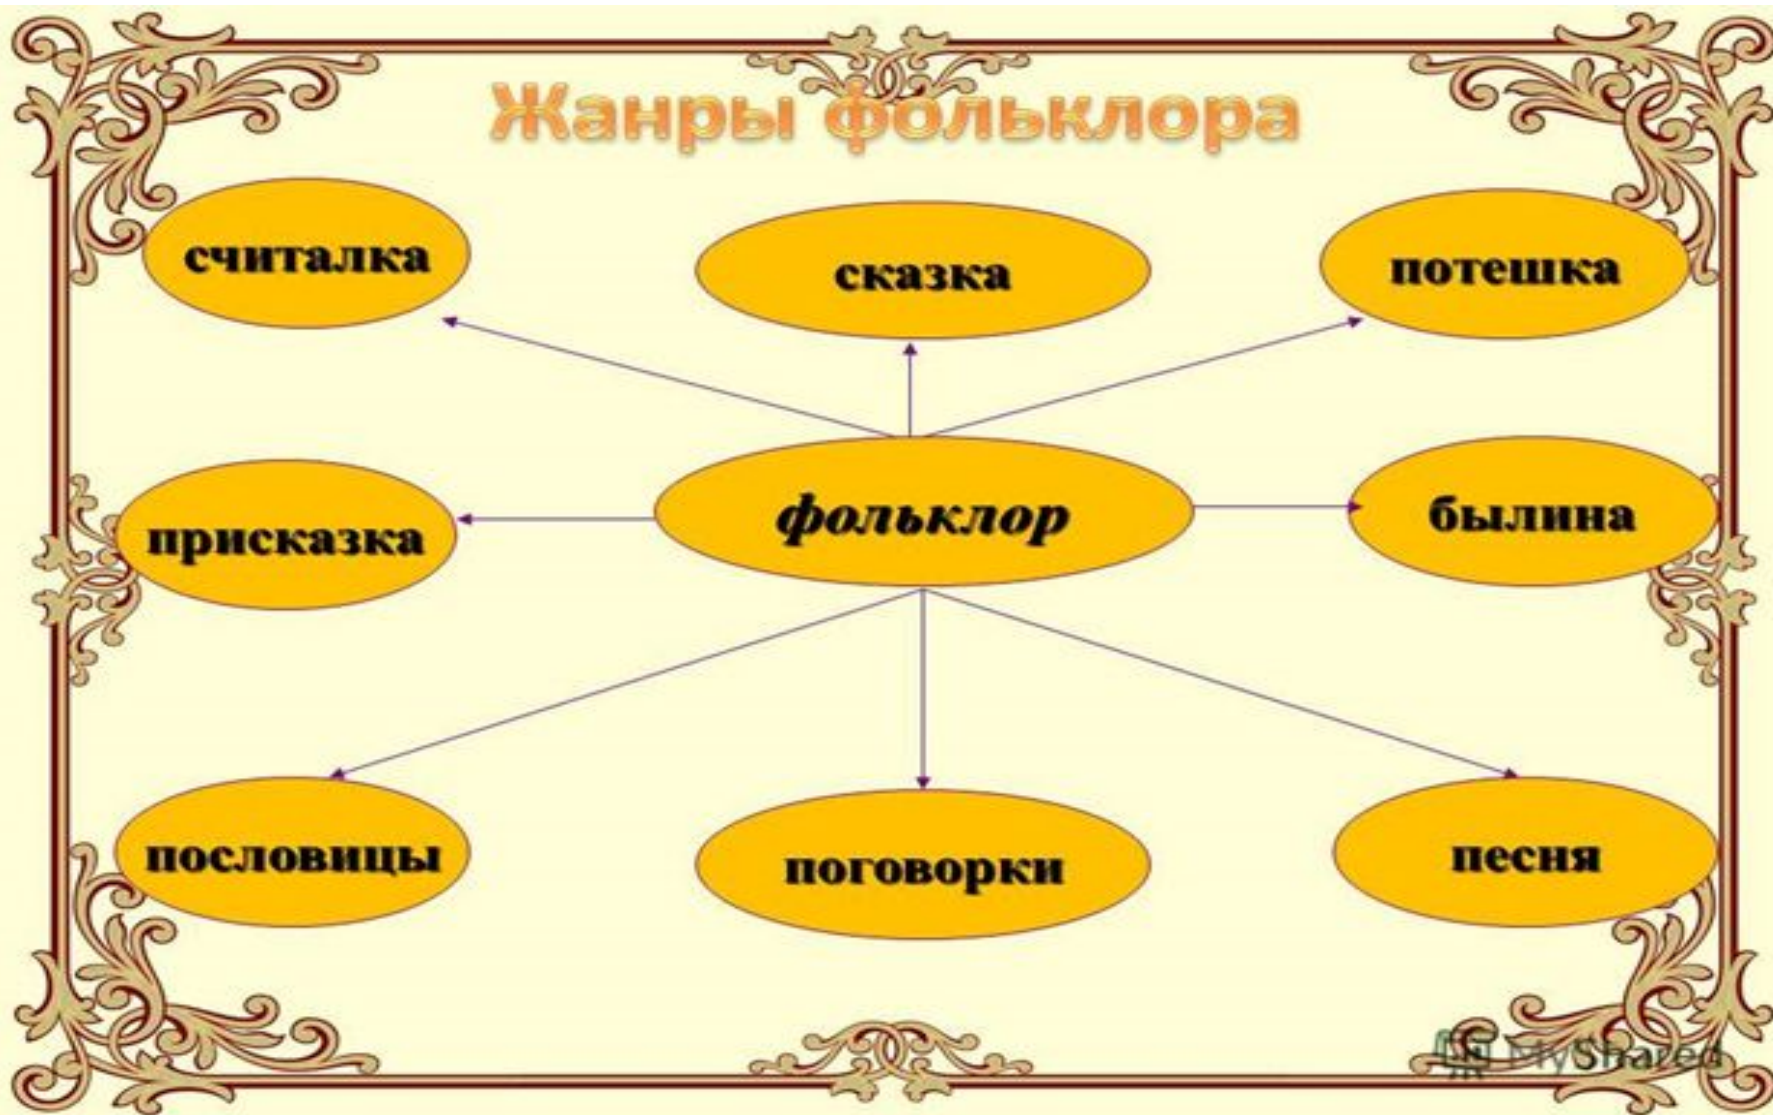 Жанры фольклора
считалка
сказка
потешка
присказка
фольклор
былина
пословицы
поговорки
песня
MyShared